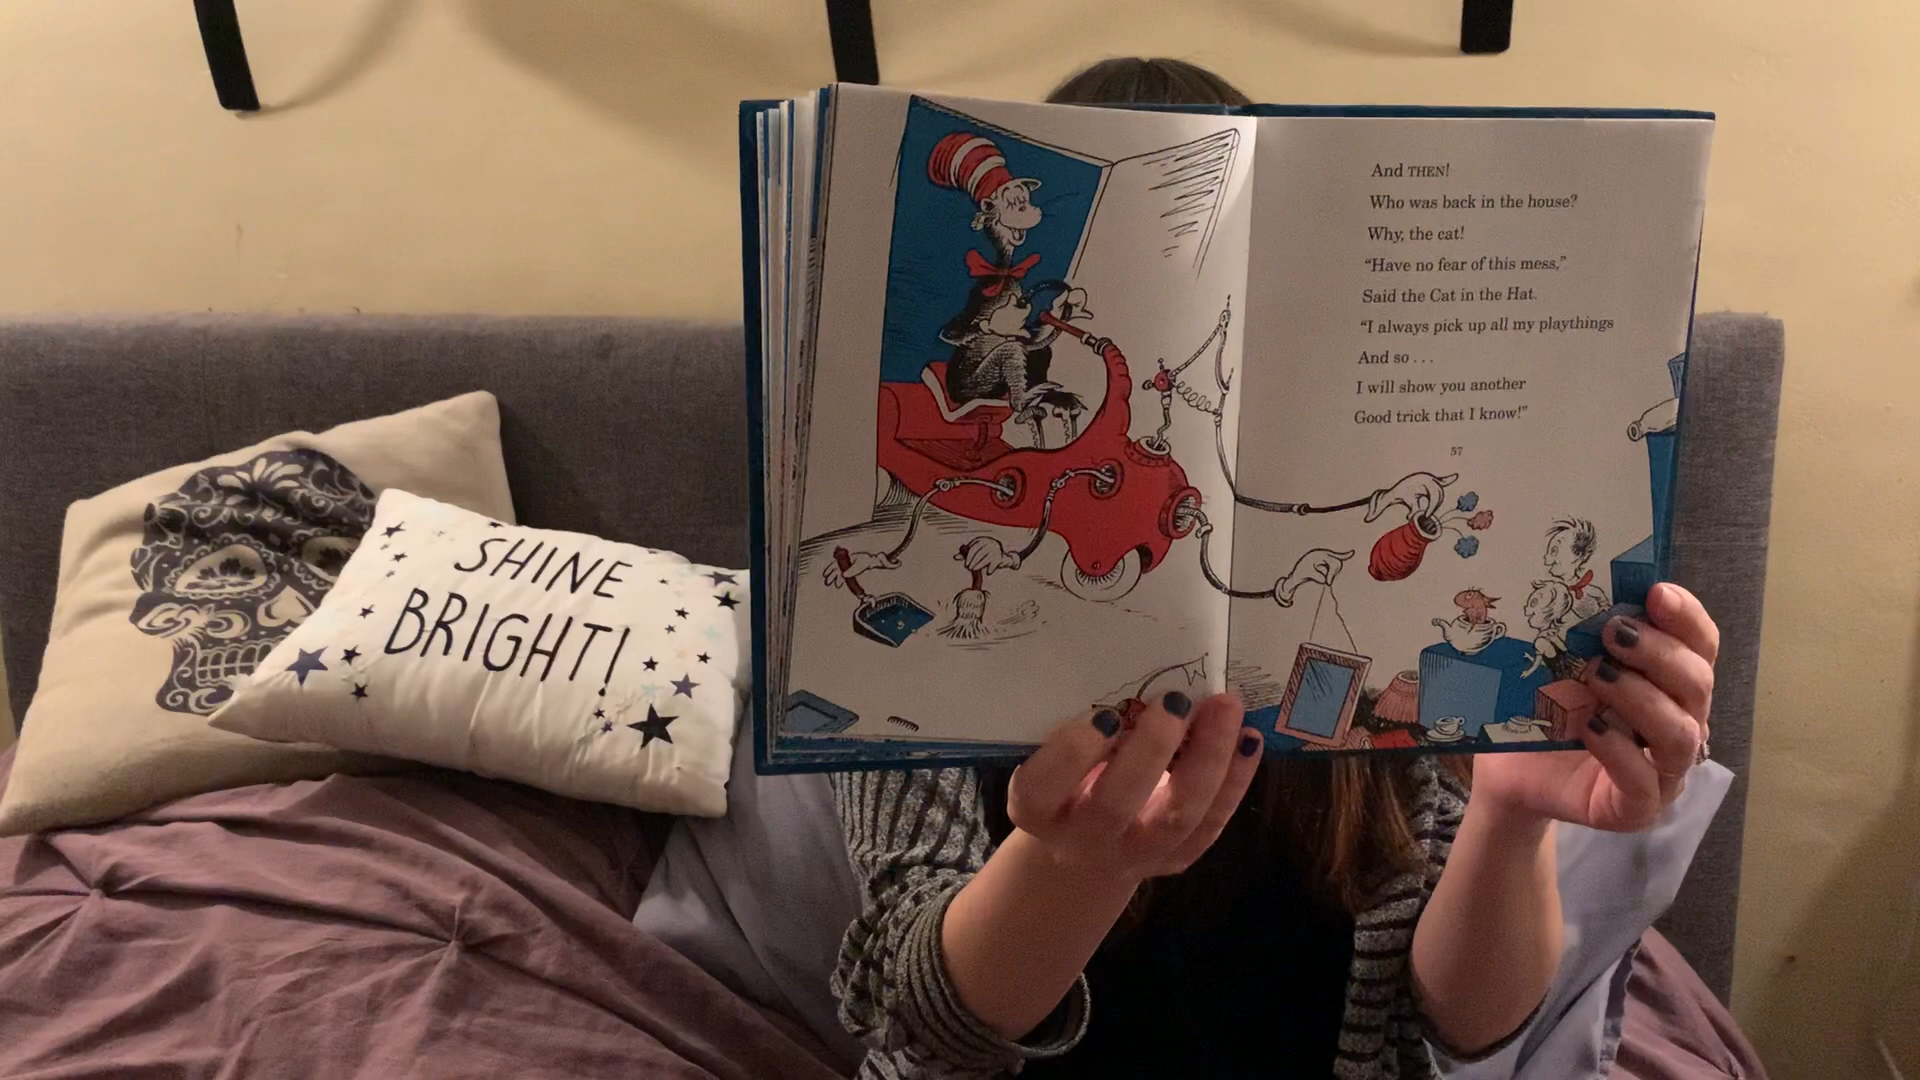 SHINE
BRIGHT!
And THEN!
Who was back in the house?
Why, the cat!
“Have no fear of this mess,”
Said the Cat in the Hat.
“I always pick up all my playthings
And so . . .
I will show you another
Good trick that I know!”
57